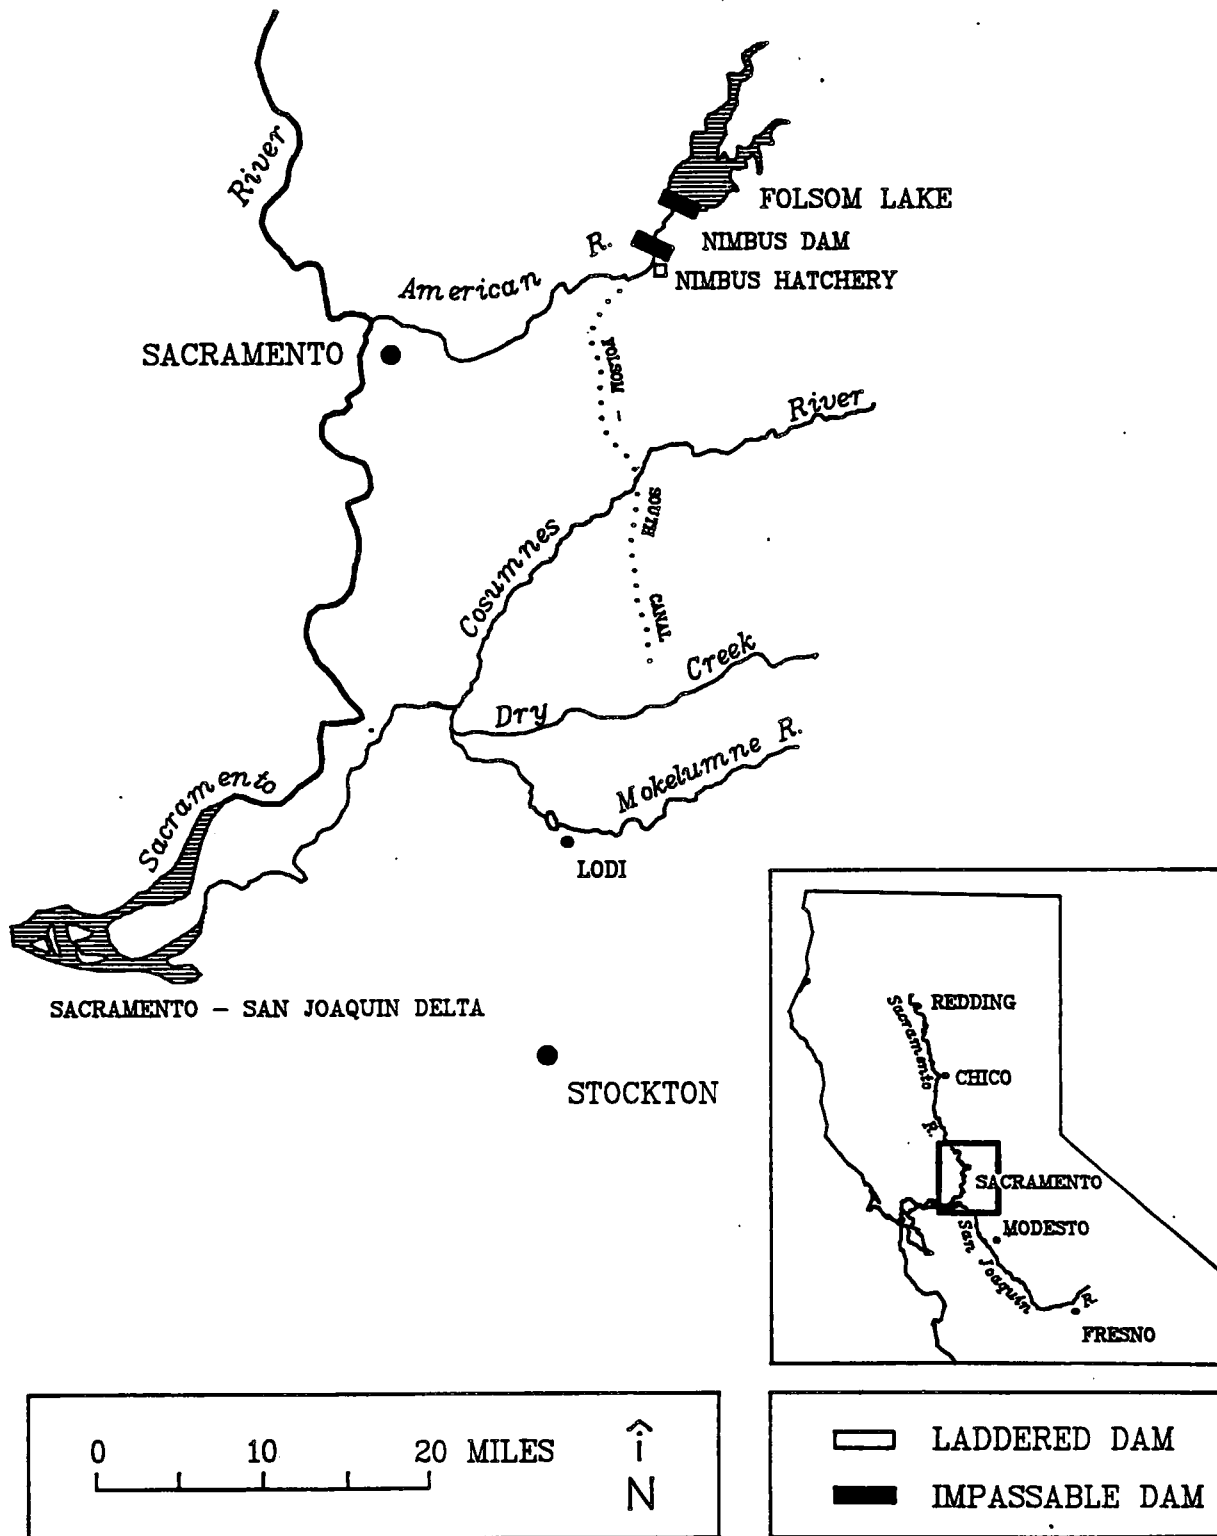 River
FOLSOM LAKE
R.
NIMBUS DAM
American
NIMBUS HATCHERY
SACRAMENTO
FOLSOM -
River
SOUTH
Cosumnes
CANAL
Creek
Dry
Mokelumne R.
Sacramento
LODI
SACRAMENTO - SAN JOAQUIN DELTA
STOCKTON
REDDING
Sacramento
CHICO
R.
SACRAMENTO
MODESTO
San Joaquin
R.
FRESNO
0 10 20 MILES
N
LADDERED DAM
IMPASSABLE DAM